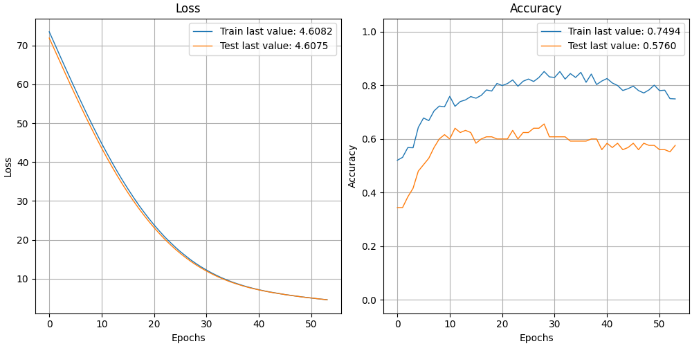 Loss
Train last value: 4.6082
Test last value: 4.6075
70
60
50
40
30
20
10
Loss
0 10 20 30 40 50
Epochs
Accuracy
Train last value: 0.7494
Test last value: 0.5760
1.0
0.8
0.6
0.4
0.2
0.0
Accuracy
0 10 20 30 40 50
Epochs